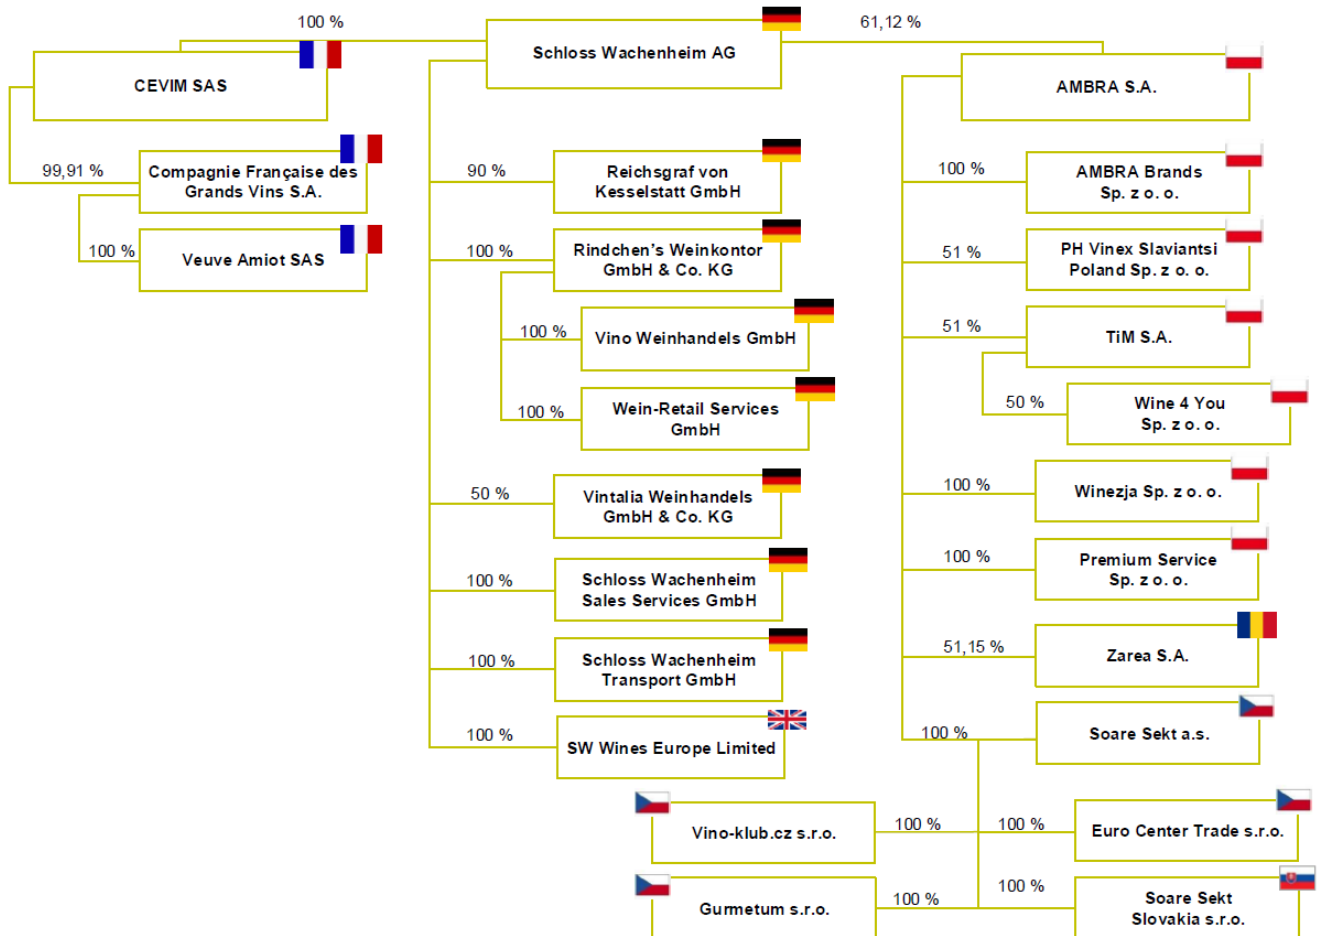 100 %
Schloss Wachenheim AG
61,12 %
CEVIM SAS
AMBRA S.A.
99,91 %
Compagnie Française des
Grands Vins S.A.
100 %
Veuve Amiot SAS
90 %
Reichsgraf von
Kesselstatt GmbH
100 %
Rindchen's Weinkontor
GmbH & Co. KG
100 %
Vino Weinhandels GmbH
100 %
Wein-Retail Services
GmbH
50 %
Vintalia Weinhandels
GmbH & Co. KG
100 %
Schloss Wachenheim
Sales Services GmbH
100 %
Schloss Wachenheim
Transport GmbH
100 %
SW Wines Europe Limited
100 %
AMBRA Brands
Sp. z o. o.
51 %
PH Vinex Slaviantsi
Poland Sp. z o. o.
51 %
TiM S.A.
50 %
Wine 4 You
Sp. z o. o.
100 %
Winezja Sp. z o. o.
100 %
Premium Service
Sp. z o. o.
51,15 %
Zarea S.A.
100 %
Soare Sekt a.s.
Vino-klub.cz s.r.o.
100 %
100 %
Euro Center Trade s.r.o.
Gurmetum s.r.o.
100 %
100 %
Soare Sekt
Slovakia s.r.o.